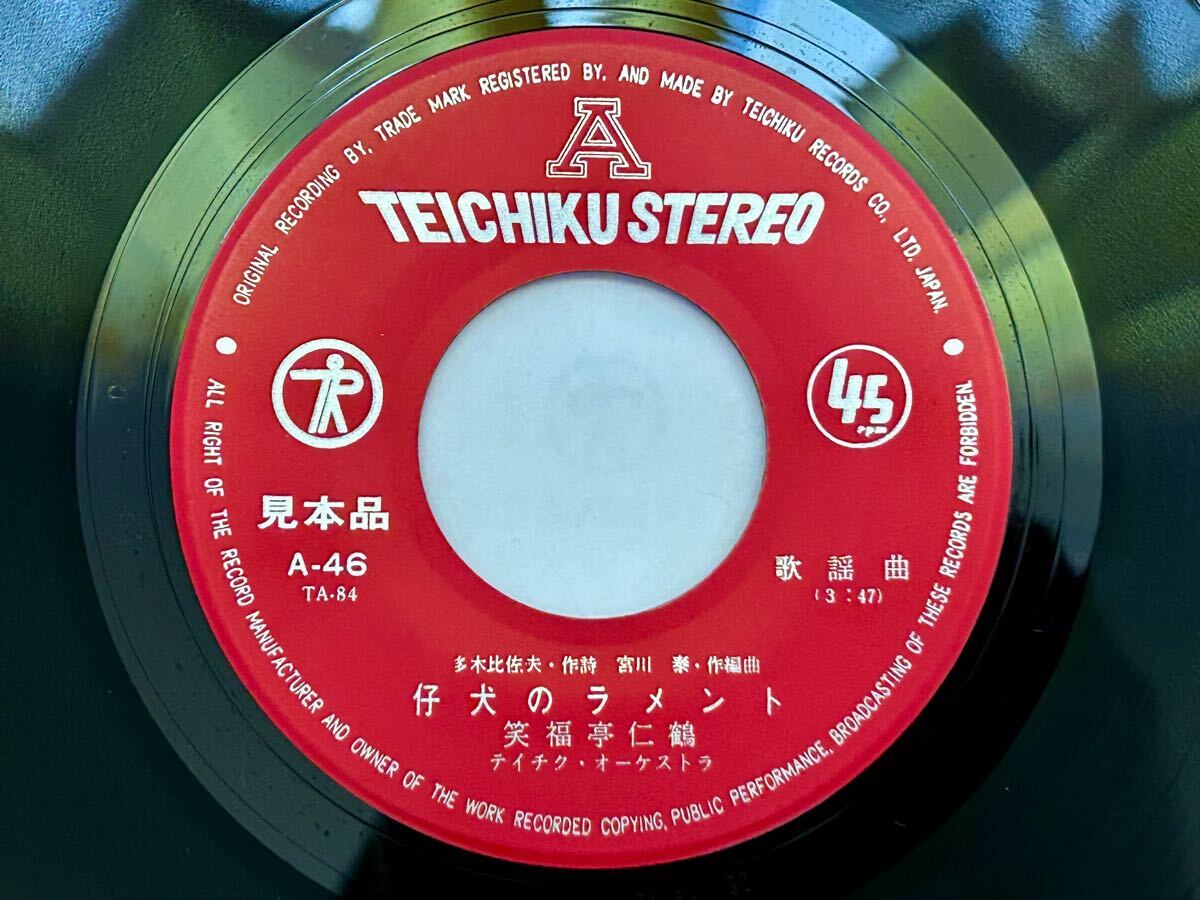 ORIGINAL RECORDING BY, TRADE MARK REGISTERED BY, AND MADE BY TEICHIKU RECORDS CO., LTD. JAPAN.
A
TEICHIKU STEREO
TR
45
rpm
見本品
A-46
TA-84
歌謡曲
(3:47)
多木比佐夫・作詩 宮川 泰・作編曲
仔犬のラメント
笑福亭仁鶴
テイチク・オーケストラ
ALL RIGHT OF THE RECORD MANUFACTURER AND OWNER OF THE WORK RECORDED COPYING, PUBLIC PERFORMANCE, BROADCASTING OF THESE RECORDS ARE FORBIDDEN.